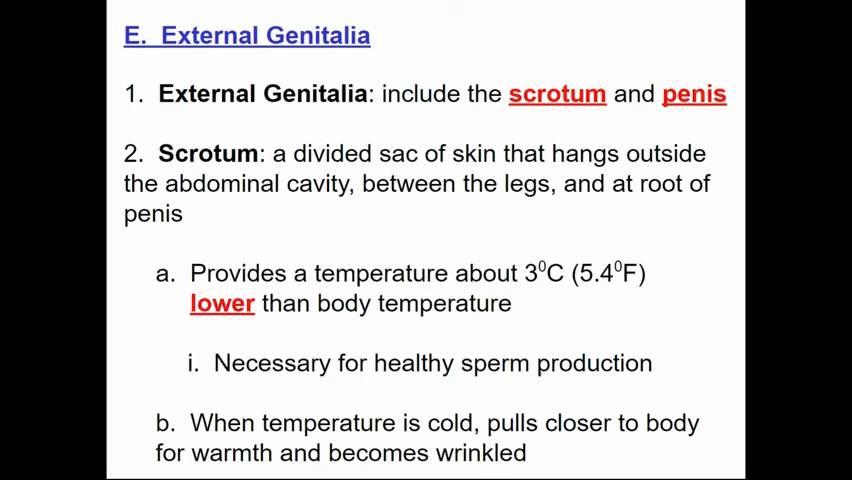 E. External Genitalia
1. External Genitalia: include the scrotum and penis
2. Scrotum: a divided sac of skin that hangs outside
the abdominal cavity, between the legs, and at root of
penis
a. Provides a temperature about 3⁰C (5.4⁰F)
lower than body temperature
i. Necessary for healthy sperm production
b. When temperature is cold, pulls closer to body
for warmth and becomes wrinkled